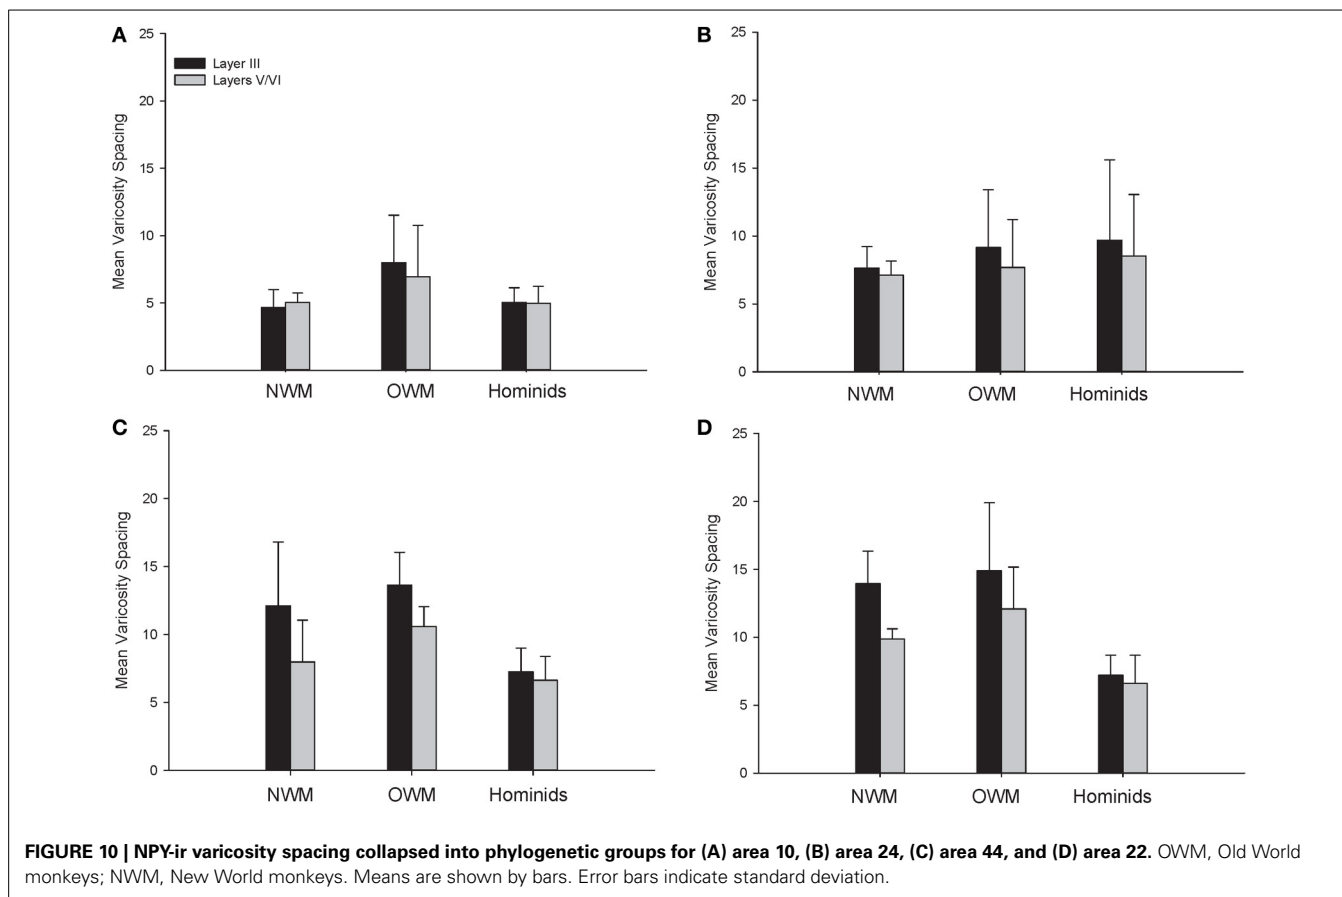 A
25
20
15
10
5
0
Mean Varicosity Spacing
Layer III
Layers V/VI
NWM OWM Hominids
B
25
20
15
10
5
0
Mean Varicosity Spacing
NWM OWM Hominids
C
25
20
15
10
5
0
Mean Varicosity Spacing
NWM OWM Hominids
D
25
20
15
10
5
0
Mean Varicosity Spacing
NWM OWM Hominids
FIGURE 10 | NPY-ir varicosity spacing collapsed into phylogenetic groups for (A) area 10, (B) area 24, (C) area 44, and (D) area 22. OWM, Old World
monkeys; NWM, New World monkeys. Means are shown by bars. Error bars indicate standard deviation.